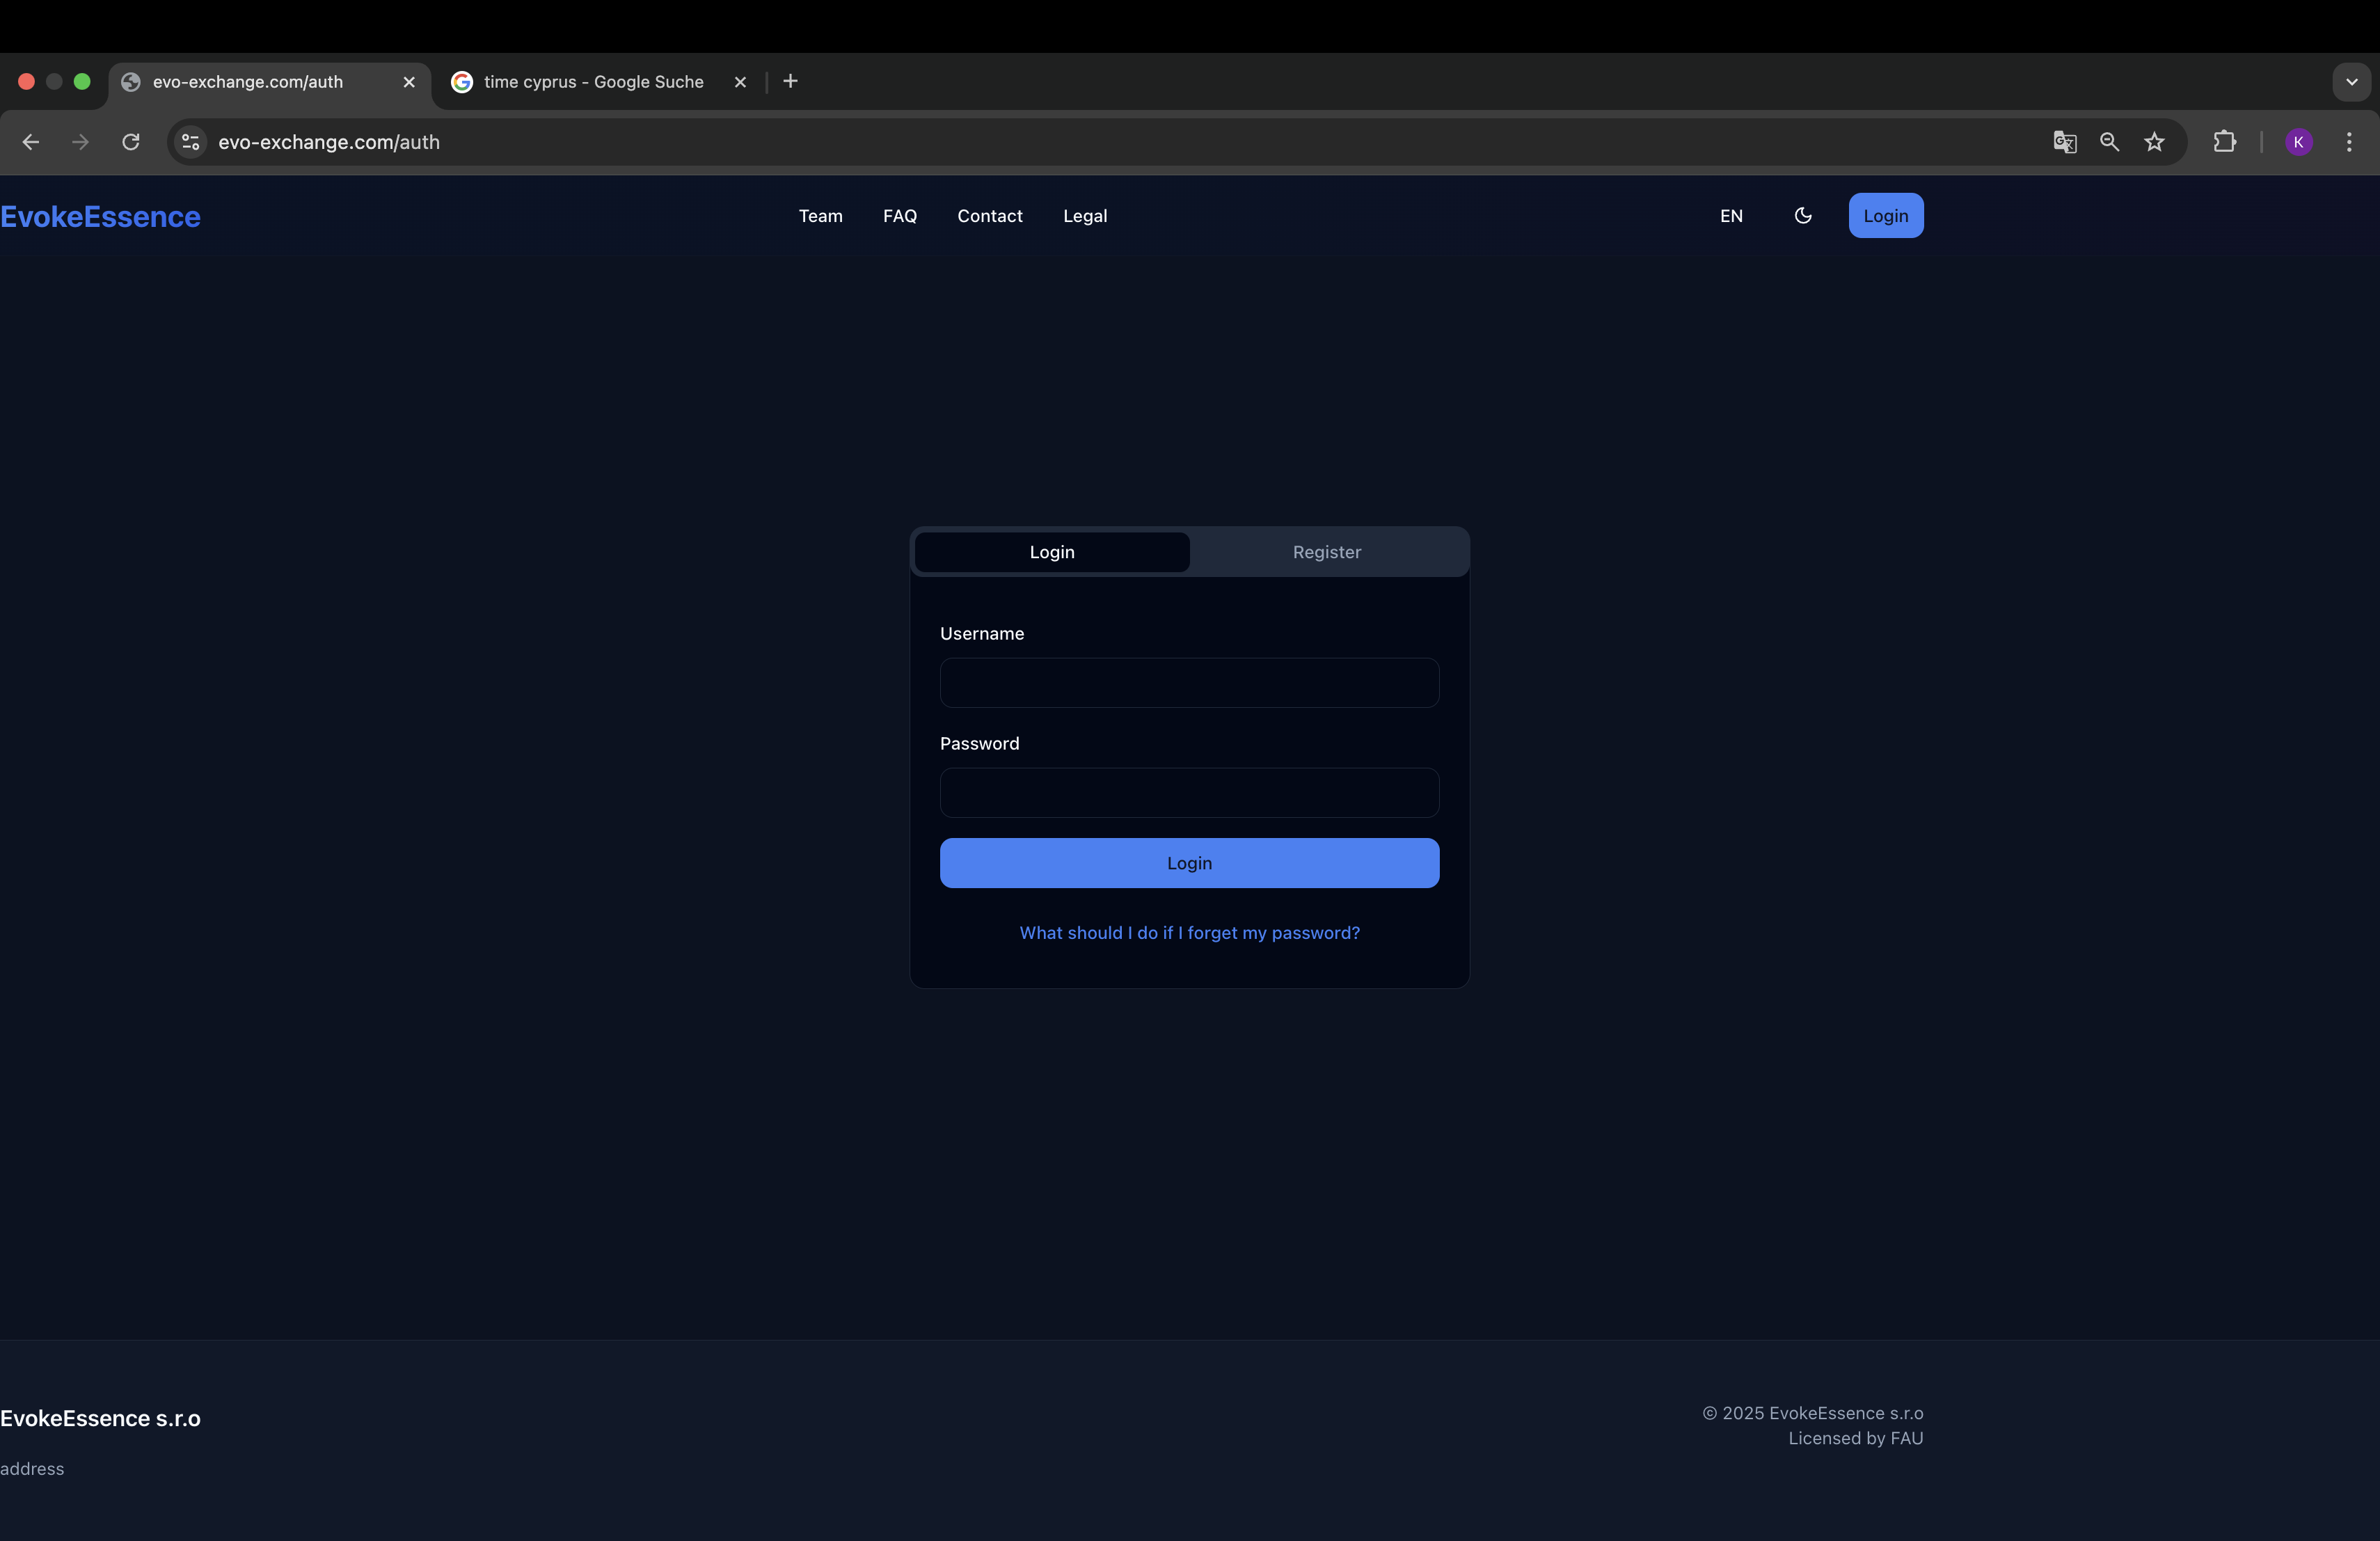 evo-exchange.com/auth
time cyprus - Google Suche
evo-exchange.com/auth
K
EvokeEssence
Team
FAQ
Contact
Legal
EN
Login
Login
Register
Username
Password
Login
What should I do if I forget my password?
EvokeEssence s.r.o
address
© 2025 EvokeEssence s.r.o
Licensed by FAU